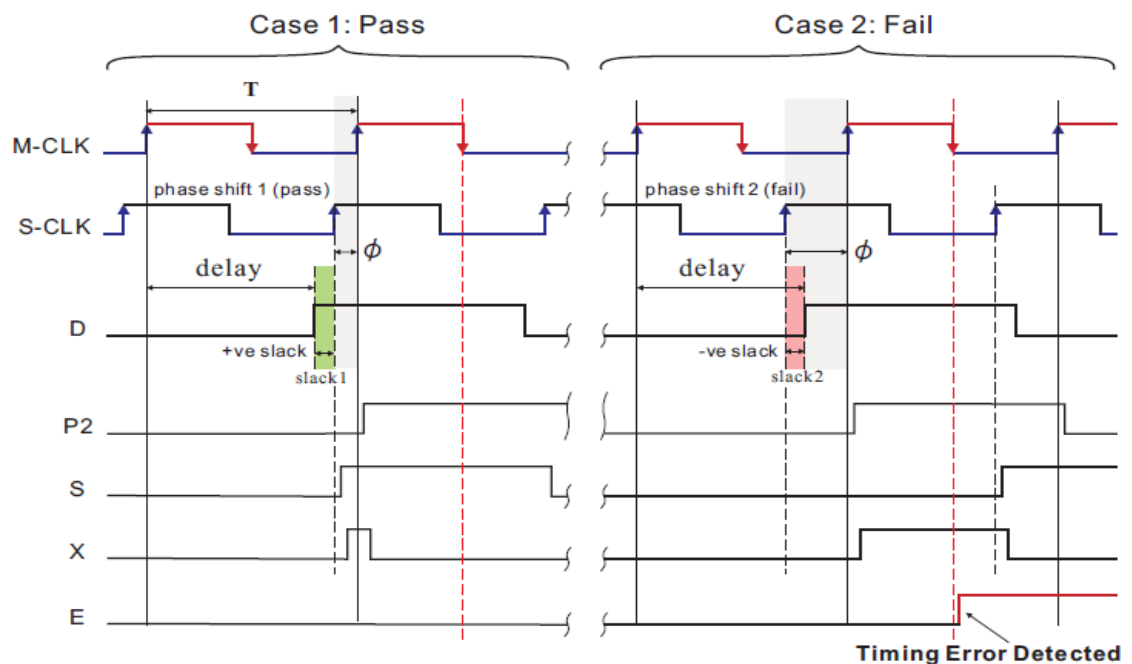 Case 1: Pass
Case 2: Fail
T
M-CLK
phase shift 1 (pass)
phase shift 2 (fail)
S-CLK
ϕ
ϕ
delay
delay
D
+ve slack
-ve slack
slack1
slack2
P2
S
X
E
Timing Error Detected